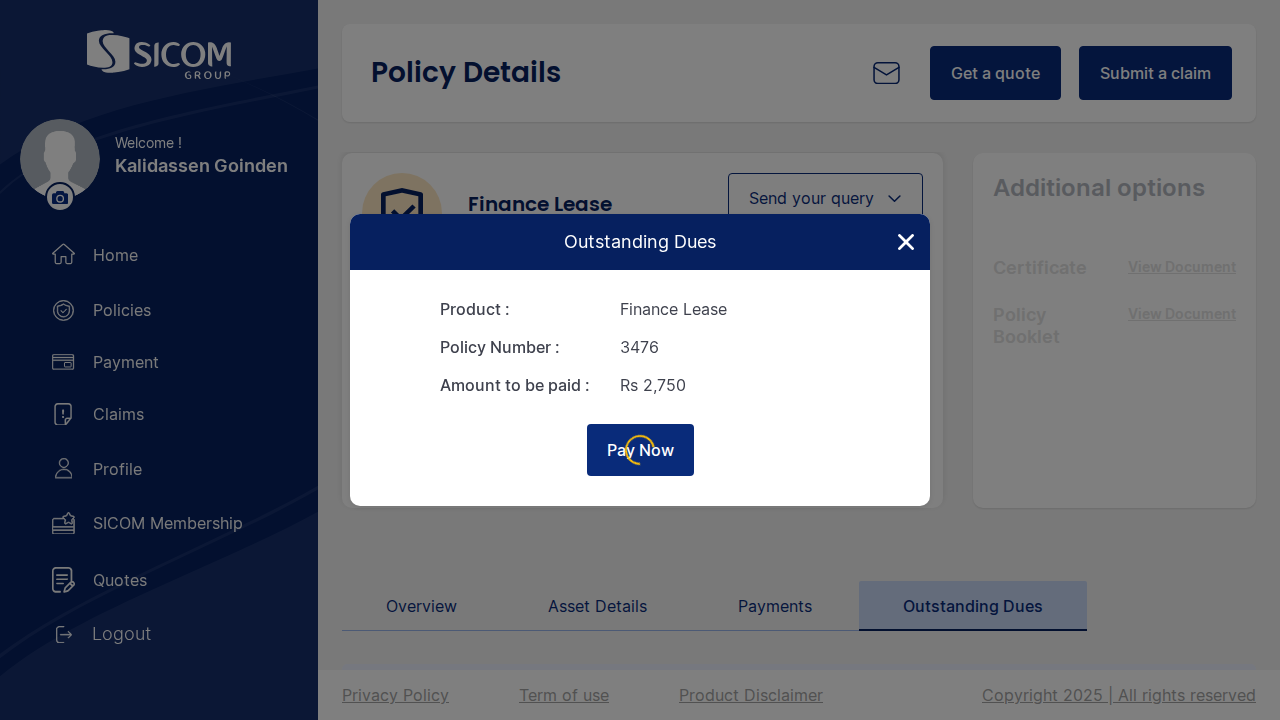 SICOM
GROUP
Welcome !
Kalidassen Goinden
Home
Policies
Payment
Claims
Profile
SICOM Membership
Quotes
Logout
Policy Details
Get a quote
Submit a claim
Finance Lease
Send your query
Additional options
Certificate
View Document
Policy
Booklet
View Document
Outstanding Dues
Product :
Finance Lease
Policy Number :
3476
Amount to be paid :
Rs 2,750
Pay Now
Overview
Asset Details
Payments
Outstanding Dues
Privacy Policy
Term of use
Product Disclaimer
Copyright 2025 | All rights reserved